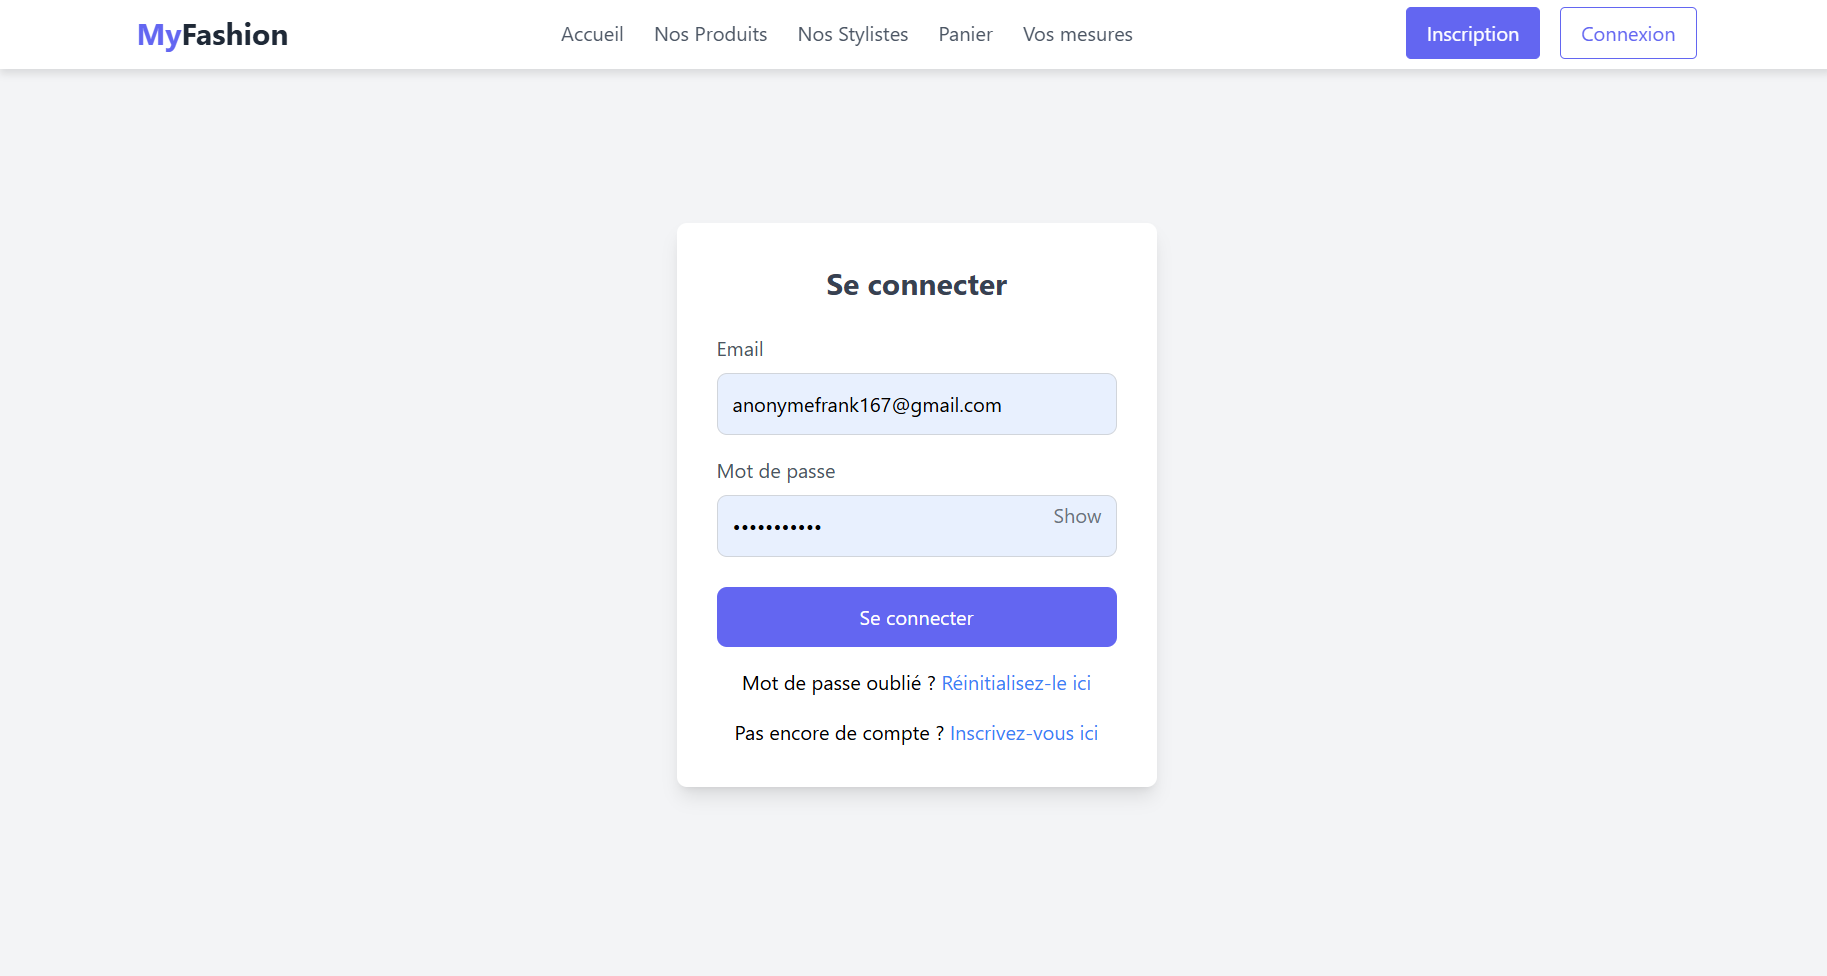 MyFashion Accueil Nos Produits Nos Stylistes Panier Vos mesures Inscription Connexion
Se connecter
Email
anonymefrank167@gmail.com
Mot de passe
••••••••••• Show
Se connecter
Mot de passe oublié ? Réinitialisez-le ici
Pas encore de compte ? Inscrivez-vous ici